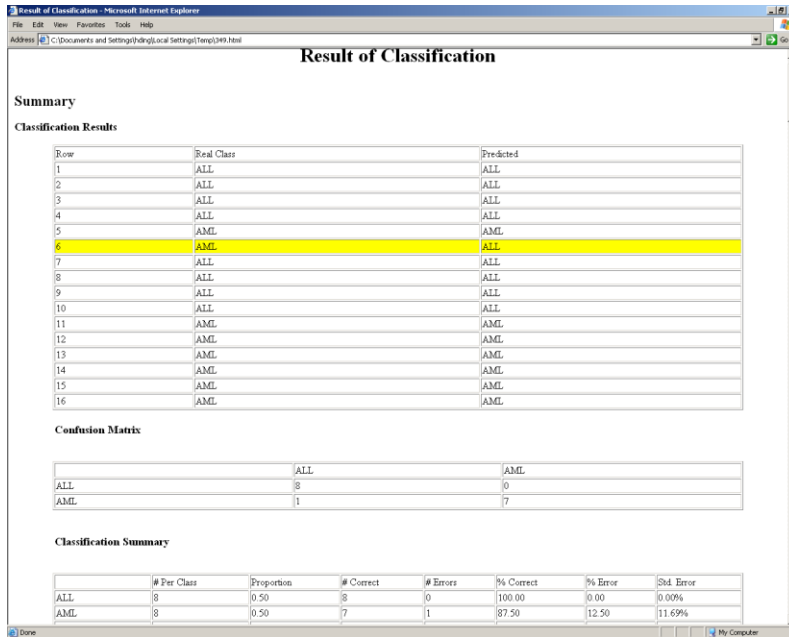 Result of Classification - Microsoft Internet Explorer
File Edit View Favorites Tools Help
Address C:\Documents and Settings\hding\Local Settings\Temp\349.html Go
Result of Classification
Summary
Classification Results
Row Real Class Predicted
1 ALL ALL
2 ALL ALL
3 ALL ALL
4 ALL ALL
5 AML AML
6 AML ALL
7 ALL ALL
8 ALL ALL
9 ALL ALL
10 ALL ALL
11 AML AML
12 AML AML
13 AML AML
14 AML AML
15 AML AML
16 AML AML
Confusion Matrix
ALL AML
ALL 8 0
AML 1 7
Classification Summary
# Per Class Proportion # Correct # Errors % Correct % Error Std. Error
ALL 8 0.50 8 0 100.00 0.00 0.00%
AML 8 0.50 7 1 87.50 12.50 11.69%
Done My Computer